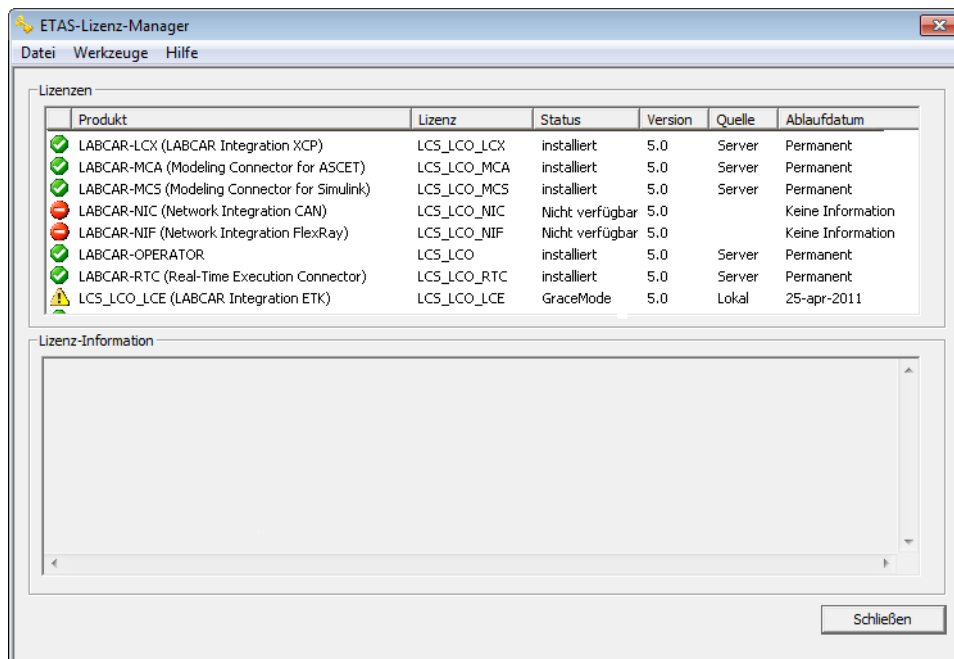 ETAS-Lizenz-Manager
Datei Werkzeuge Hilfe
Lizenzen
Produkt Lizenz Status Version Quelle Ablaufdatum
LABCAR-LCX (LABCAR Integration XCP) LCS_LCO_LCX installiert 5.0 Server Permanent
LABCAR-MCA (Modeling Connector for ASCET) LCS_LCO_MCA installiert 5.0 Server Permanent
LABCAR-MCS (Modeling Connector for Simulink) LCS_LCO_MCS installiert 5.0 Server Permanent
LABCAR-NIC (Network Integration CAN) LCS_LCO_NIC Nicht verfügbar 5.0 Keine Information
LABCAR-NIF (Network Integration FlexRay) LCS_LCO_NIF Nicht verfügbar 5.0 Keine Information
LABCAR-OPERATOR LCS_LCO installiert 5.0 Server Permanent
LABCAR-RTC (Real-Time Execution Connector) LCS_LCO_RTC installiert 5.0 Server Permanent
LCS_LCO_LCE (LABCAR Integration ETK) LCS_LCO_LCE GraceMode 5.0 Lokal 25-apr-2011
Lizenz-Information
Schließen